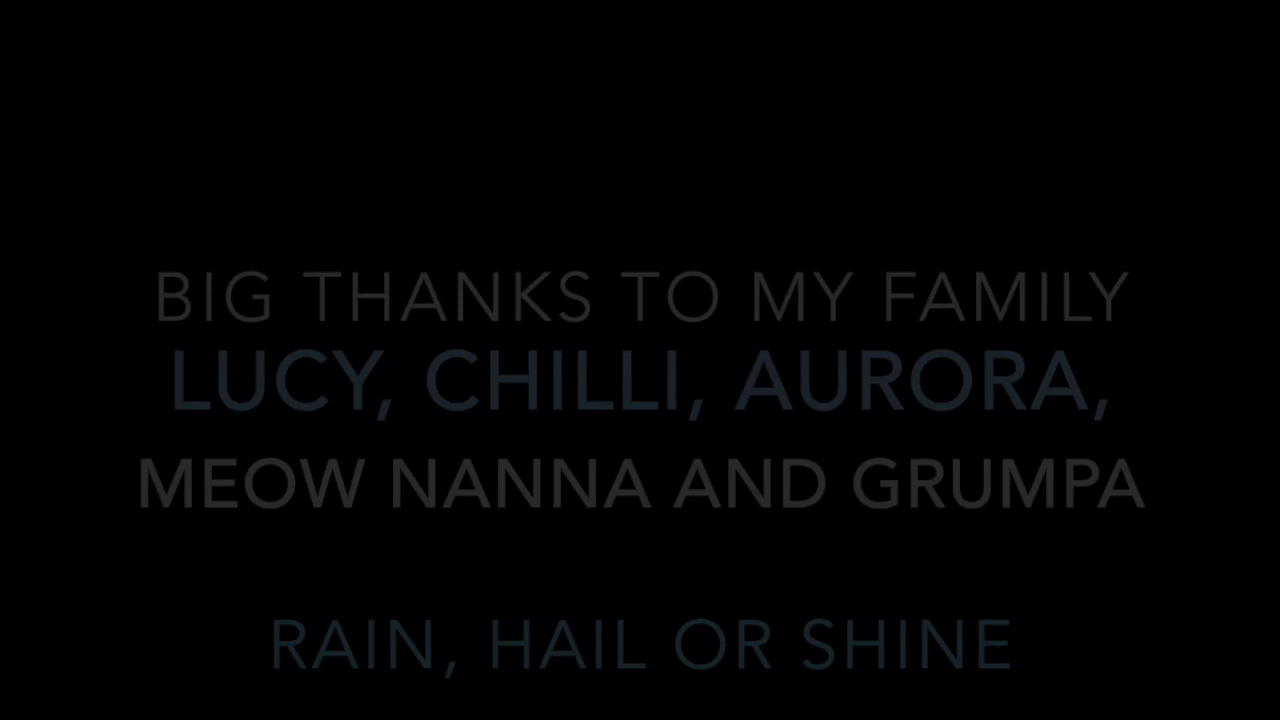 BIG THANKS TO MY FAMILY
LUCY, CHILLI, AURORA,
MEOW NANNA AND GRUMPA
RAIN, HAIL OR SHINE